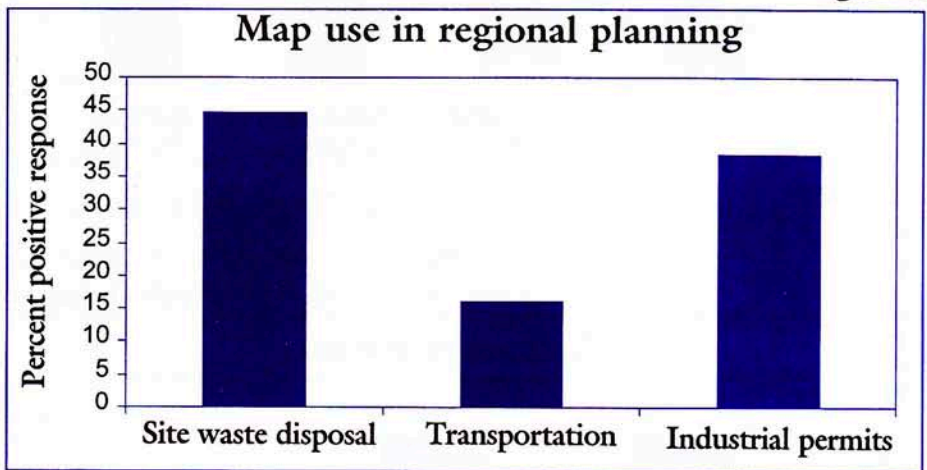 Map use in regional planning
Percent positive response
50
45
40
35
30
25
20
15
10
5
0
Site waste disposal
Transportation
Industrial permits